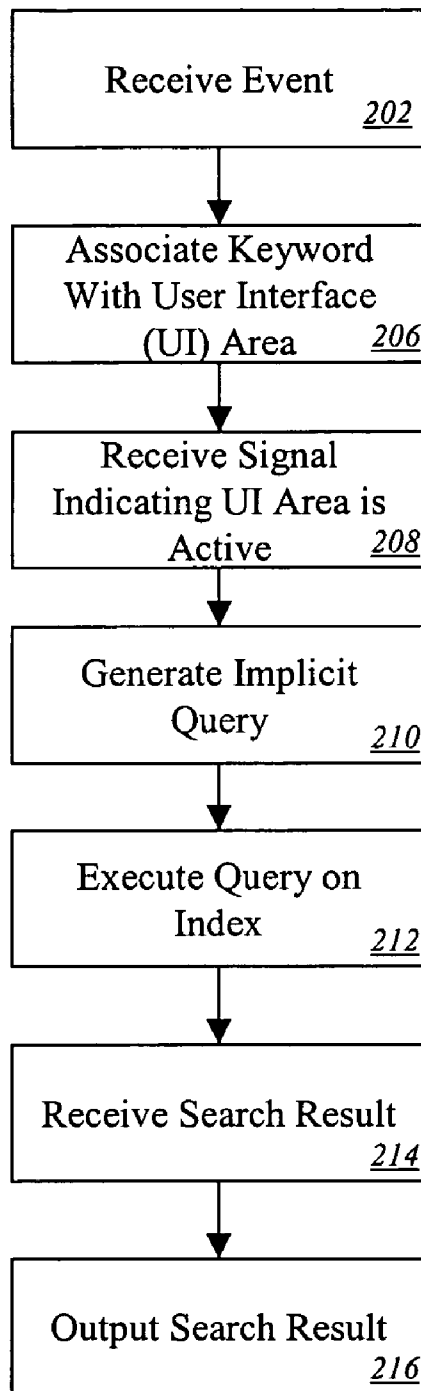 Receive Event
202
Associate Keyword
With User Interface
(UI) Area
206
Receive Signal
Indicating UI Area is
Active
208
Generate Implicit
Query
210
Execute Query on
Index
212
Receive Search Result
214
Output Search Result
216